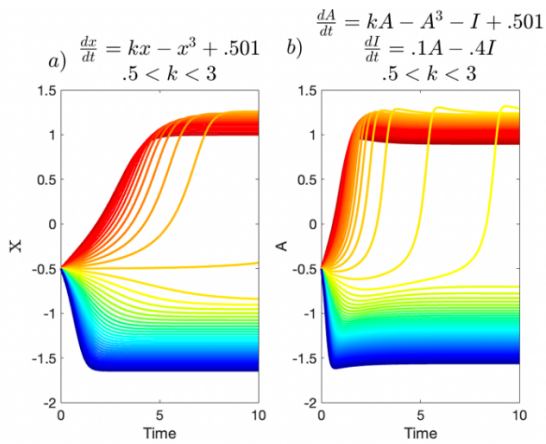 a) dx/dt = kx − x³ + .501
.5 < k < 3
b) dA/dt = kA − A³ − I + .501
dI/dt = .1A − .4I
.5 < k < 3
1.5
1
0.5
0
-0.5
-1
-1.5
-2
X
0 5 10
Time
1.5
1
0.5
0
-0.5
-1
-1.5
-2
A
0 5 10
Time